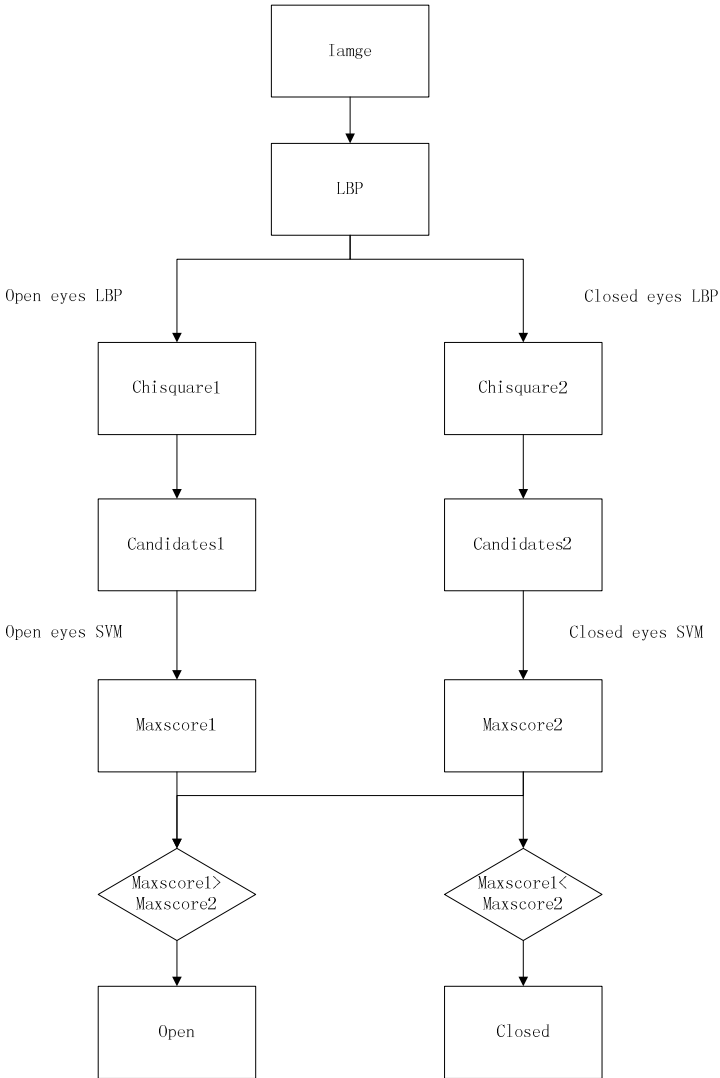 Iamge
LBP
Open eyes LBP
Closed eyes LBP
Chisquare1
Chisquare2
Candidates1
Candidates2
Open eyes SVM
Closed eyes SVM
Maxscore1
Maxscore2
Maxscore1>
Maxscore2
Maxscore1<
Maxscore2
Open
Closed